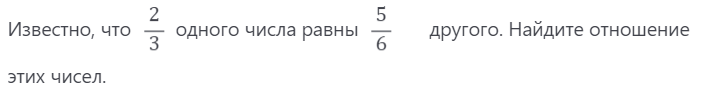 Известно, что 2/3 одного числа равны 5/6 другого. Найдите отношение
этих чисел.